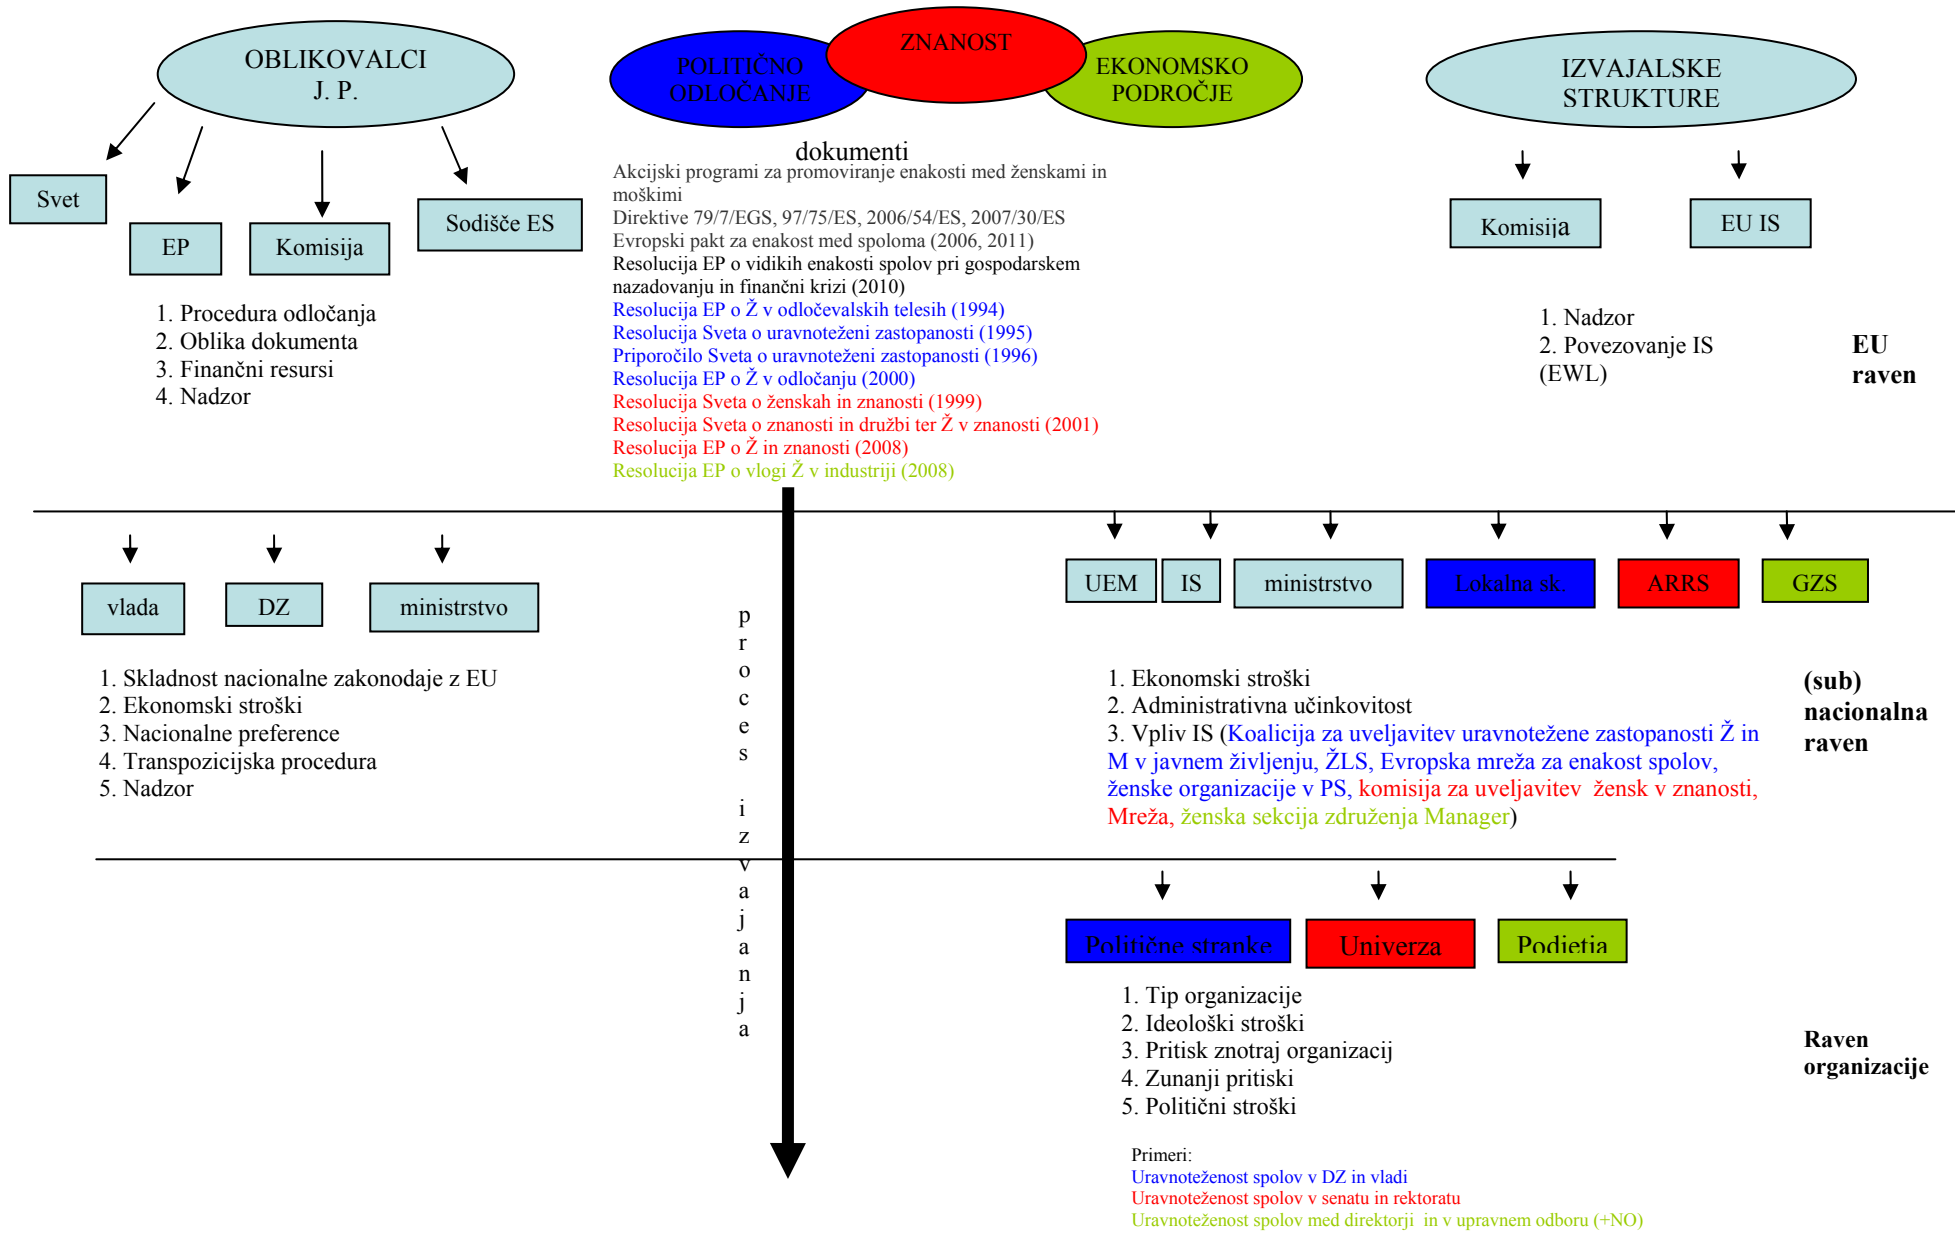 OBLIKOVALCI
J. P.
POLITIČNO
ODLOČANJE
ZNANOST
EKONOMSKO
PODROČJE
IZVAJALSKE
STRUKTURE
Svet
EP
Komisija
Sodišče ES
dokumenti
Akcijski programi za promoviranje enakosti med ženskami in
moškimi
Direktive 79/7/EGS, 97/75/ES, 2006/54/ES, 2007/30/ES
Evropski pakt za enakost med spoloma (2006, 2011)
Resolucija EP o vidikih enakosti spolov pri gospodarskem
nazadovanju in finančni krizi (2010)
Resolucija EP o Ž v odločevalskih telesih (1994)
Resolucija Sveta o uravnoteženi zastopanosti (1995)
Priporočilo Sveta o uravnoteženi zastopanosti (1996)
Resolucija EP o Ž v odločanju (2000)
Resolucija Sveta o ženskah in znanosti (1999)
Resolucija Sveta o znanosti in družbi ter Ž v znanosti (2001)
Resolucija EP o Ž in znanosti (2008)
Resolucija EP o vlogi Ž v industriji (2008)
Komisija
EU IS
1. Procedura odločanja
2. Oblika dokumenta
3. Finančni resursi
4. Nadzor
1. Nadzor
2. Povezovanje IS
(EWL)
EU
raven
vlada
DZ
ministrstvo
UEM
IS
ministrstvo
Lokalna sk.
ARRS
GZS
1. Skladnost nacionalne zakonodaje z EU
2. Ekonomski stroški
3. Nacionalne preference
4. Transpozicijska procedura
5. Nadzor
proces izvajanja
1. Ekonomski stroški
2. Administrativna učinkovitost
3. Vpliv IS (Koalicija za uveljavitev uravnotežene zastopanosti Ž in
M v javnem življenju, ŽLS, Evropska mreža za enakost spolov,
ženske organizacije v PS, komisija za uveljavitev žensk v znanosti,
Mreža, ženska sekcija združenja Manager)
(sub)
nacionalna
raven
Politične stranke
Univerza
Podjetja
1. Tip organizacije
2. Ideološki stroški
3. Pritisk znotraj organizacij
4. Zunanji pritiski
5. Politični stroški
Raven
organizacije
Primeri:
Uravnoteženost spolov v DZ in vladi
Uravnoteženost spolov v senatu in rektoratu
Uravnoteženost spolov med direktorji in v upravnem odboru (+NO)